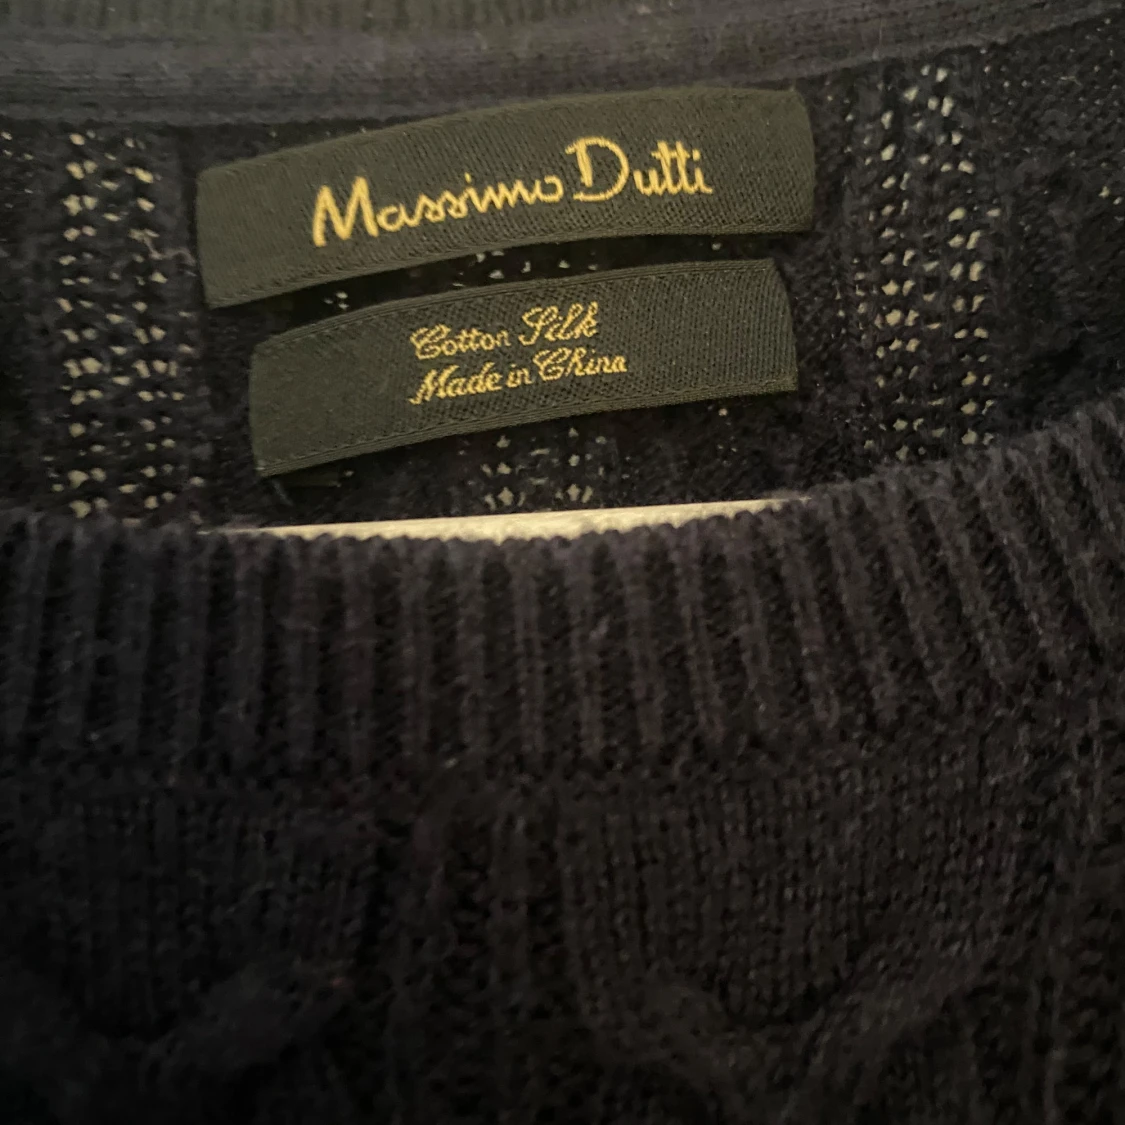 Massimo Dutti
Cotton Silk
Made in China